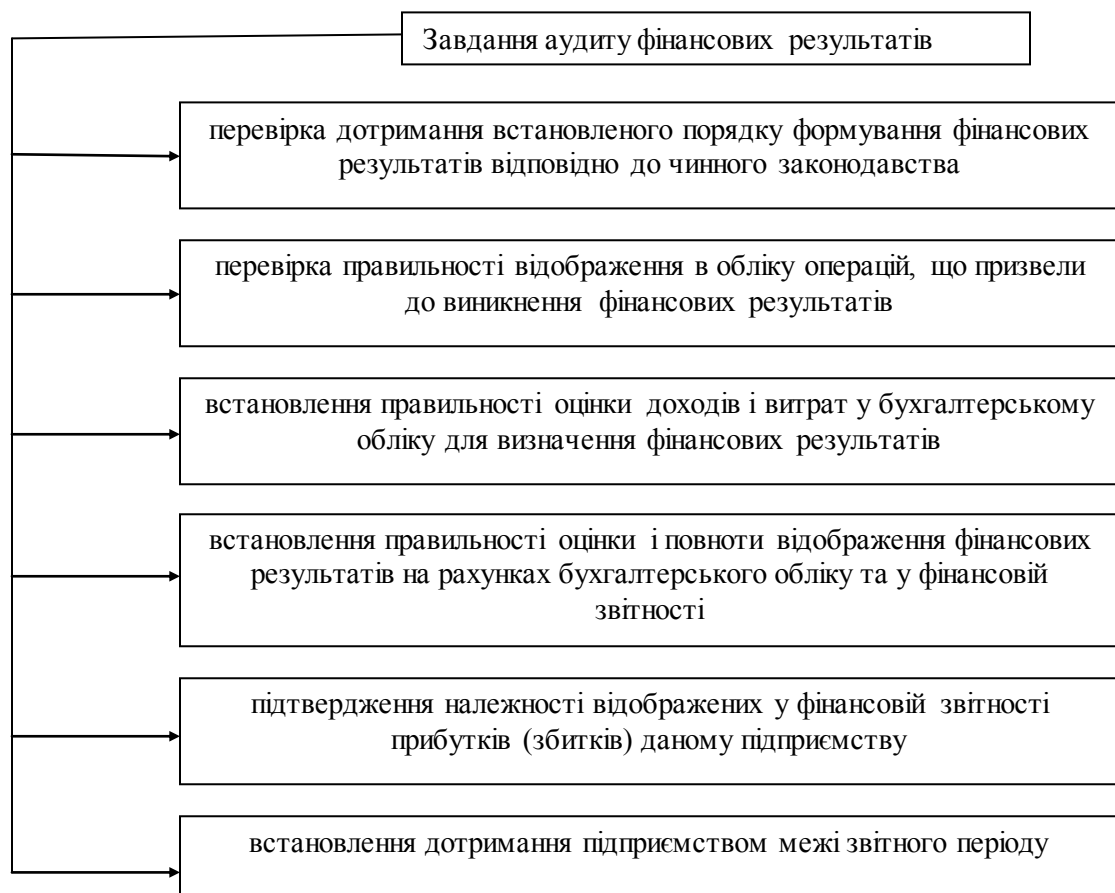 Завдання аудиту фінансових результатів
перевірка дотримання встановленого порядку формування фінансових
результатів відповідно до чинного законодавства
перевірка правильності відображення в обліку операцій, що призвели
до виникнення фінансових результатів
встановлення правильності оцінки доходів і витрат у бухгалтерському
обліку для визначення фінансових результатів
встановлення правильності оцінки і повноти відображення фінансових
результатів на рахунках бухгалтерського обліку та у фінансовій
звітності
підтвердження належності відображених у фінансовій звітності
прибутків (збитків) даному підприємству
встановлення дотримання підприємством межі звітного періоду